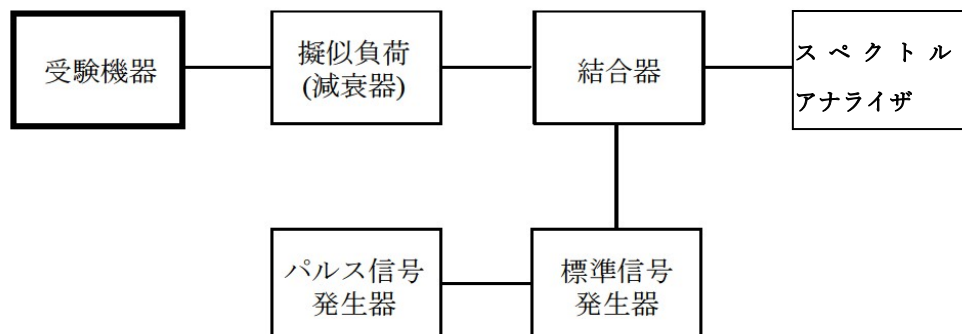 受験機器
擬似負荷
(減衰器)
結合器
スペクトル
アナライザ
パルス信号
発生器
標準信号
発生器